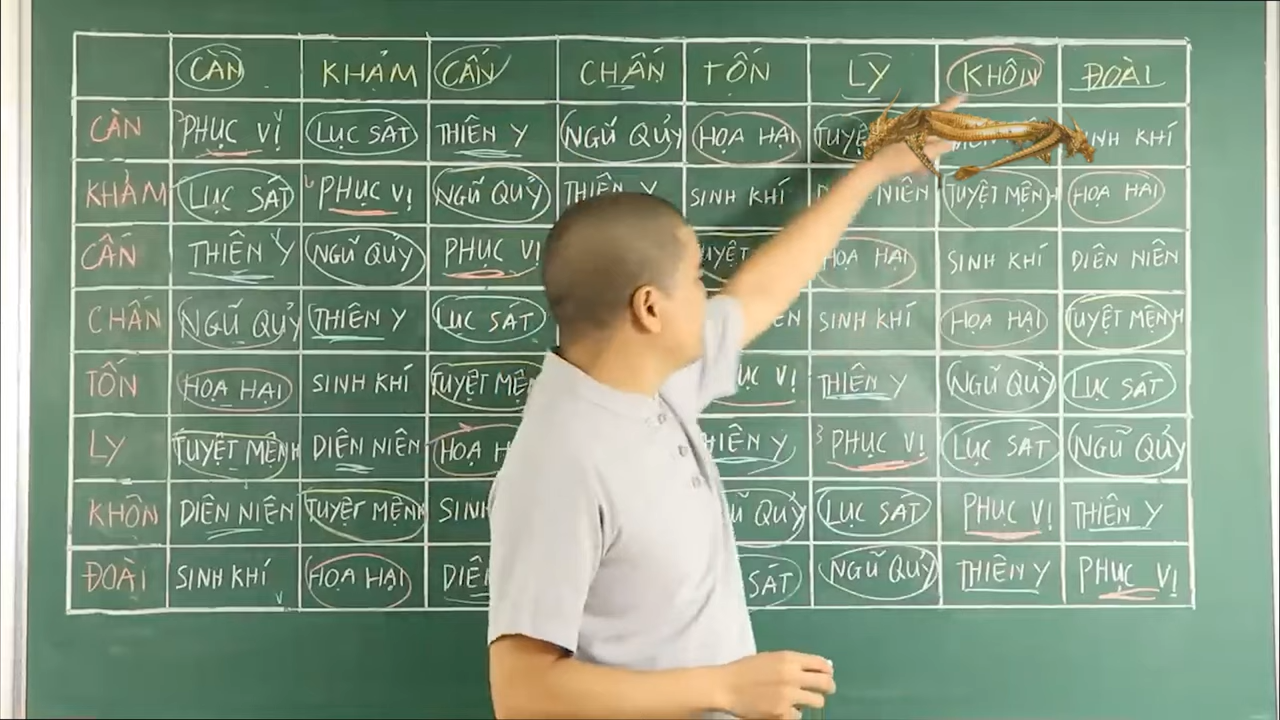 CÀN KHẢM CẤN CHẤN TỐN LY KHÔN ĐOÀI
CÀN PHỤC VỊ LỤC SÁT THIÊN Y NGŨ QUỶ HỌA HẠI KHÍ
KHẢM LỤC SÁT PHỤC VỊ NGŨ QUỶ THIÊN Y SINH KHÍ NIÊN TUYỆT MỆNH HỌA HẠI
CẤN THIÊN Y NGŨ QUỶ PHỤC VỊ HỌA HẠI SINH KHÍ DIÊN NIÊN
CHẤN NGŨ QUỶ THIÊN Y LỤC SÁT SINH KHÍ HỌA HẠI TUYỆT MỆNH
TỐN HỌA HẠI SINH KHÍ TUYỆT VỊ THIÊN Y NGŨ QUỶ LỤC SÁT
LY TUYỆT MỆNH DIÊN NIÊN HỌA Y PHỤC VỊ LỤC SÁT NGŨ QUỶ
KHÔN DIÊN NIÊN TUYỆT MỆNH SINH QUỶ LỤC SÁT PHỤC VỊ THIÊN Y
ĐOÀI SINH KHÍ HỌA HẠI SÁT NGŨ QUỶ THIÊN Y PHỤC VỊ